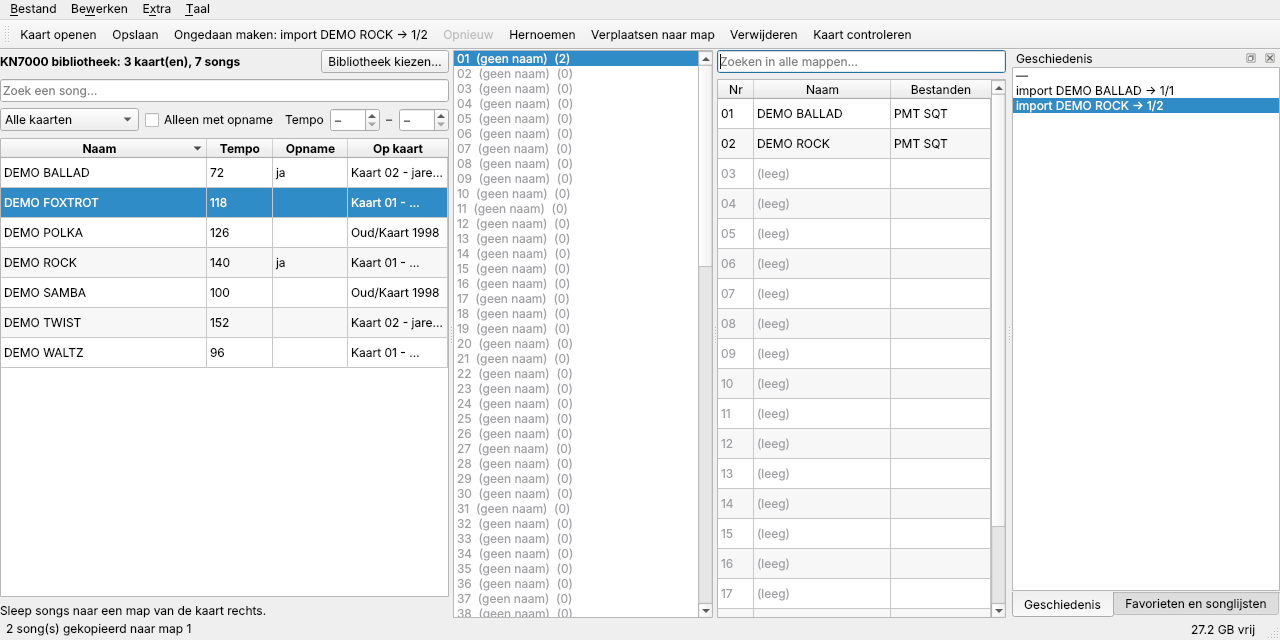 Bestand Bewerken Extra Taal
Kaart openen Opslaan Ongedaan maken: import DEMO ROCK → 1/2 Opnieuw Hernoemen Verplaatsen naar map Verwijderen Kaart controleren
KN7000 bibliotheek: 3 kaart(en), 7 songs Bibliotheek kiezen...
Zoek een song...
Alle kaarten Alleen met opname Tempo – – –
Naam Tempo Opname Op kaart
DEMO BALLAD 72 ja Kaart 02 - jare...
DEMO FOXTROT 118 Kaart 01 - ...
DEMO POLKA 126 Oud/Kaart 1998
DEMO ROCK 140 ja Kaart 01 - ...
DEMO SAMBA 100 Oud/Kaart 1998
DEMO TWIST 152 Kaart 02 - jare...
DEMO WALTZ 96 Kaart 01 - ...
Sleep songs naar een map van de kaart rechts.
01 (geen naam) (2)
02 (geen naam) (0)
03 (geen naam) (0)
04 (geen naam) (0)
05 (geen naam) (0)
06 (geen naam) (0)
07 (geen naam) (0)
08 (geen naam) (0)
09 (geen naam) (0)
10 (geen naam) (0)
11 (geen naam) (0)
12 (geen naam) (0)
13 (geen naam) (0)
14 (geen naam) (0)
15 (geen naam) (0)
16 (geen naam) (0)
17 (geen naam) (0)
18 (geen naam) (0)
19 (geen naam) (0)
20 (geen naam) (0)
21 (geen naam) (0)
22 (geen naam) (0)
23 (geen naam) (0)
24 (geen naam) (0)
25 (geen naam) (0)
26 (geen naam) (0)
27 (geen naam) (0)
28 (geen naam) (0)
29 (geen naam) (0)
30 (geen naam) (0)
31 (geen naam) (0)
32 (geen naam) (0)
33 (geen naam) (0)
34 (geen naam) (0)
35 (geen naam) (0)
36 (geen naam) (0)
37 (geen naam) (0)
38 (geen naam) (0)
Zoeken in alle mappen...
Nr Naam Bestanden
01 DEMO BALLAD PMT SQT
02 DEMO ROCK PMT SQT
03 (leeg)
04 (leeg)
05 (leeg)
06 (leeg)
07 (leeg)
08 (leeg)
09 (leeg)
10 (leeg)
11 (leeg)
12 (leeg)
13 (leeg)
14 (leeg)
15 (leeg)
16 (leeg)
17 (leeg)
Geschiedenis
—
import DEMO BALLAD → 1/1
import DEMO ROCK → 1/2
Geschiedenis Favorieten en songlijsten
2 song(s) gekopieerd naar map 1 27.2 GB vrij